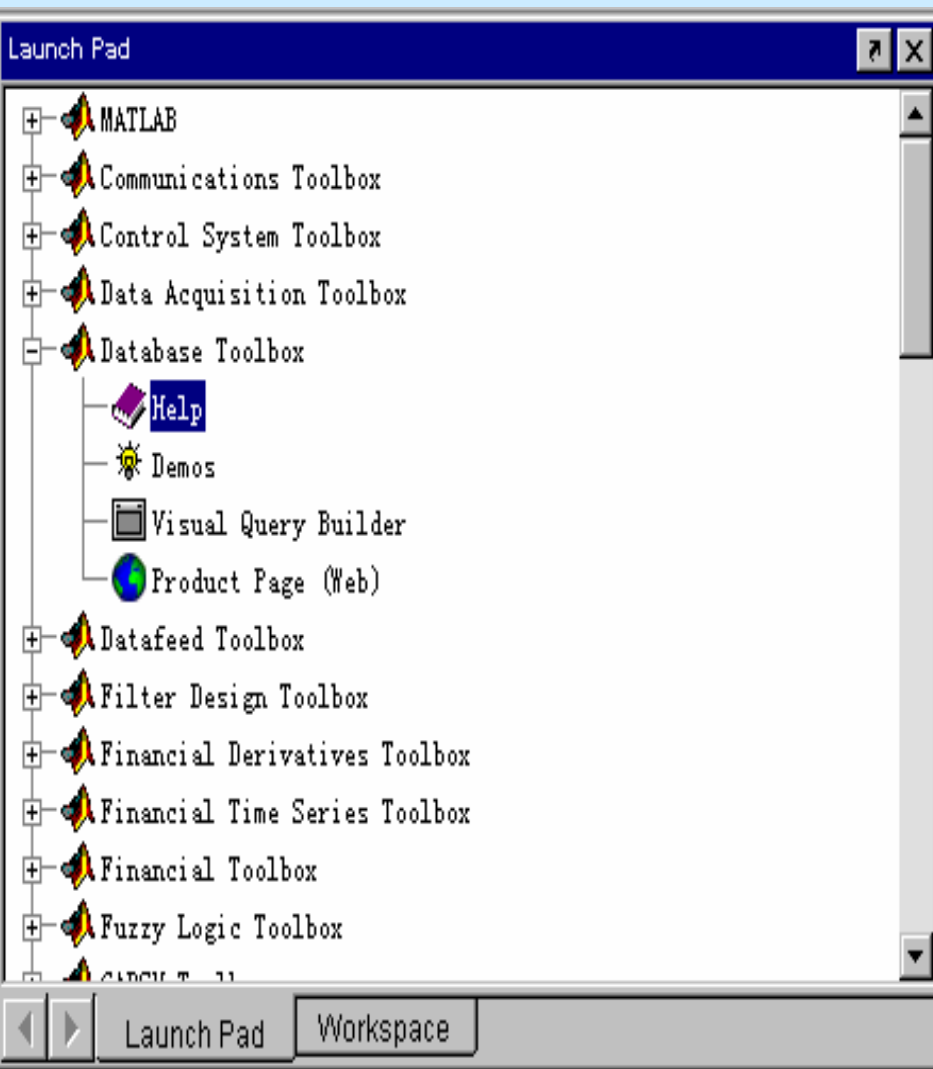 Launch Pad
MATLAB
Communications Toolbox
Control System Toolbox
Data Acquisition Toolbox
Database Toolbox
Help
Demos
Visual Query Builder
Product Page (Web)
Datafeed Toolbox
Filter Design Toolbox
Financial Derivatives Toolbox
Financial Time Series Toolbox
Financial Toolbox
Fuzzy Logic Toolbox
Launch Pad
Workspace